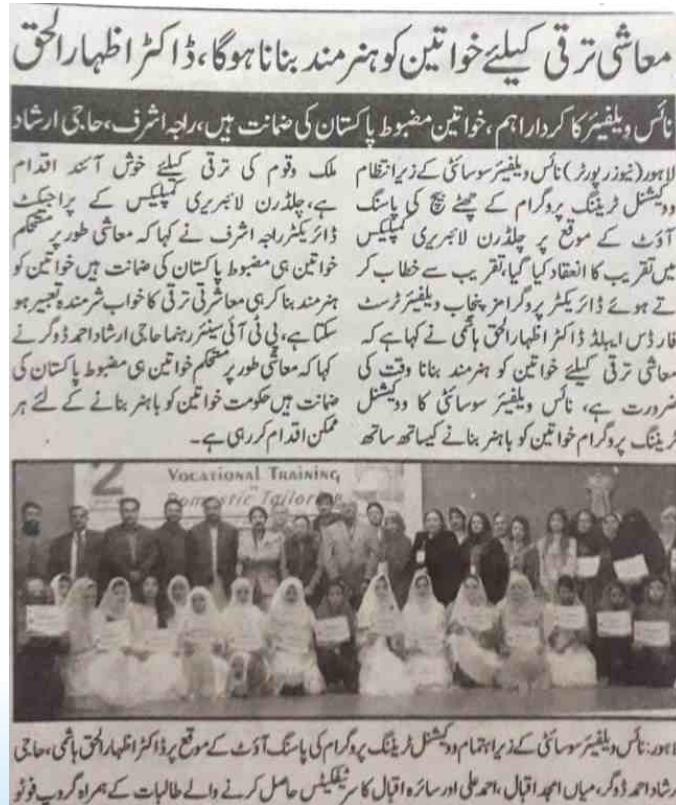 معاشی ترقی کیلئے خواتین کو ہنرمند بنانا ہوگا، ڈاکٹر اظہار الحق
نائس ویلفیئر کا کردار اہم، خواتین مضبوط پاکستان کی ضمانت ہیں، راجہ اشرف، حاجی ارشاد
لاہور (نیوز رپورٹر) نائس ویلفیئر سوسائٹی کے زیر انتظام
ووکیشنل ٹریننگ پروگرام کے چھٹے بیچ کی پاسنگ
آؤٹ کے موقع پر چلڈرن لائبریری کمپلیکس
میں تقریب کا انعقاد کیا گیا، تقریب سے خطاب کر
تے ہوئے ڈائریکٹر پروگرامز پنجاب ویلفیئر ٹرسٹ
فار ڈس ایبلڈ ڈاکٹر اظہار الحق ہاشمی نے کہا ہے کہ
معاشی ترقی کیلئے خواتین کو ہنرمند بنانا وقت کی
ضرورت ہے، نائس ویلفیئر سوسائٹی کا ووکیشنل
ٹریننگ پروگرام خواتین کو باہنر بنانے کیساتھ ساتھ
ملک وقوم کی ترقی کیلئے خوش آئند اقدام
ہے، چلڈرن لائبریری کمپلیکس کے پراجیکٹ
ڈائریکٹر راجہ اشرف نے کہا کہ معاشی طور پر مستحکم
خواتین ہی مضبوط پاکستان کی ضمانت ہیں خواتین کو
ہنرمند بنا کر ہی معاشرتی ترقی کا خواب شرمندہ تعبیر ہو
سکتا ہے، پی ٹی آئی سینئر رہنما حاجی ارشاد احمد ڈوگر نے
کہا کہ معاشی طور پر مستحکم خواتین ہی مضبوط پاکستان کی
ضمانت ہیں حکومت خواتین کو باہنر بنانے کے لئے ہر
ممکن اقدام کر رہی ہے۔
2
VOCATIONAL TRAINING
Domestic Tailoring
لاہور: نائس ویلفیئر سوسائٹی کے زیر اہتمام ووکیشنل ٹریننگ پروگرام کی پاسنگ آؤٹ کے موقع پر ڈاکٹر اظہار الحق ہاشمی، حاجی
رشاد احمد ڈوگر، میاں امجد اقبال، احمد علی اور سائرہ اقبال کا سرٹیفکیٹس حاصل کرنے والے طالبات کے ہمراہ گروپ فوٹو